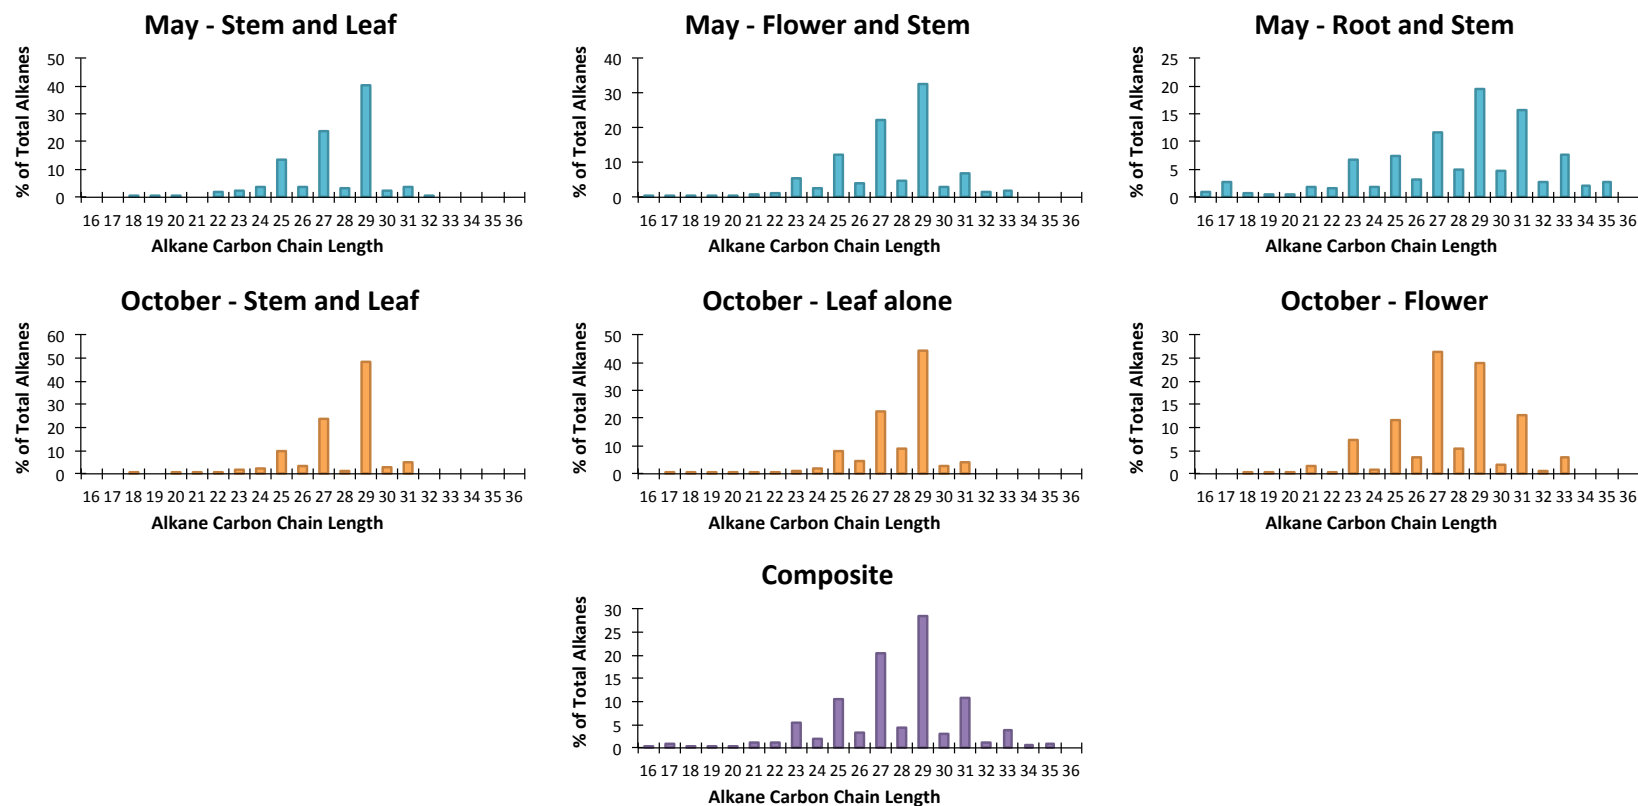 May - Stem and Leaf
% of Total Alkanes
50
40
30
20
10
0
16 17 18 19 20 21 22 23 24 25 26 27 28 29 30 31 32 33 34 35 36
Alkane Carbon Chain Length
May - Flower and Stem
% of Total Alkanes
40
30
20
10
0
16 17 18 19 20 21 22 23 24 25 26 27 28 29 30 31 32 33 34 35 36
Alkane Carbon Chain Length
May - Root and Stem
% of Total Alkanes
25
20
15
10
5
0
16 17 18 19 20 21 22 23 24 25 26 27 28 29 30 31 32 33 34 35 36
Alkane Carbon Chain Length
October - Stem and Leaf
% of Total Alkanes
60
50
40
30
20
10
0
16 17 18 19 20 21 22 23 24 25 26 27 28 29 30 31 32 33 34 35 36
Alkane Carbon Chain Length
October - Leaf alone
% of Total Alkanes
50
40
30
20
10
0
16 17 18 19 20 21 22 23 24 25 26 27 28 29 30 31 32 33 34 35 36
Alkane Carbon Chain Length
October - Flower
% of Total Alkanes
30
25
20
15
10
5
0
16 17 18 19 20 21 22 23 24 25 26 27 28 29 30 31 32 33 34 35 36
Alkane Carbon Chain Length
Composite
% of Total Alkanes
30
25
20
15
10
5
0
16 17 18 19 20 21 22 23 24 25 26 27 28 29 30 31 32 33 34 35 36
Alkane Carbon Chain Length